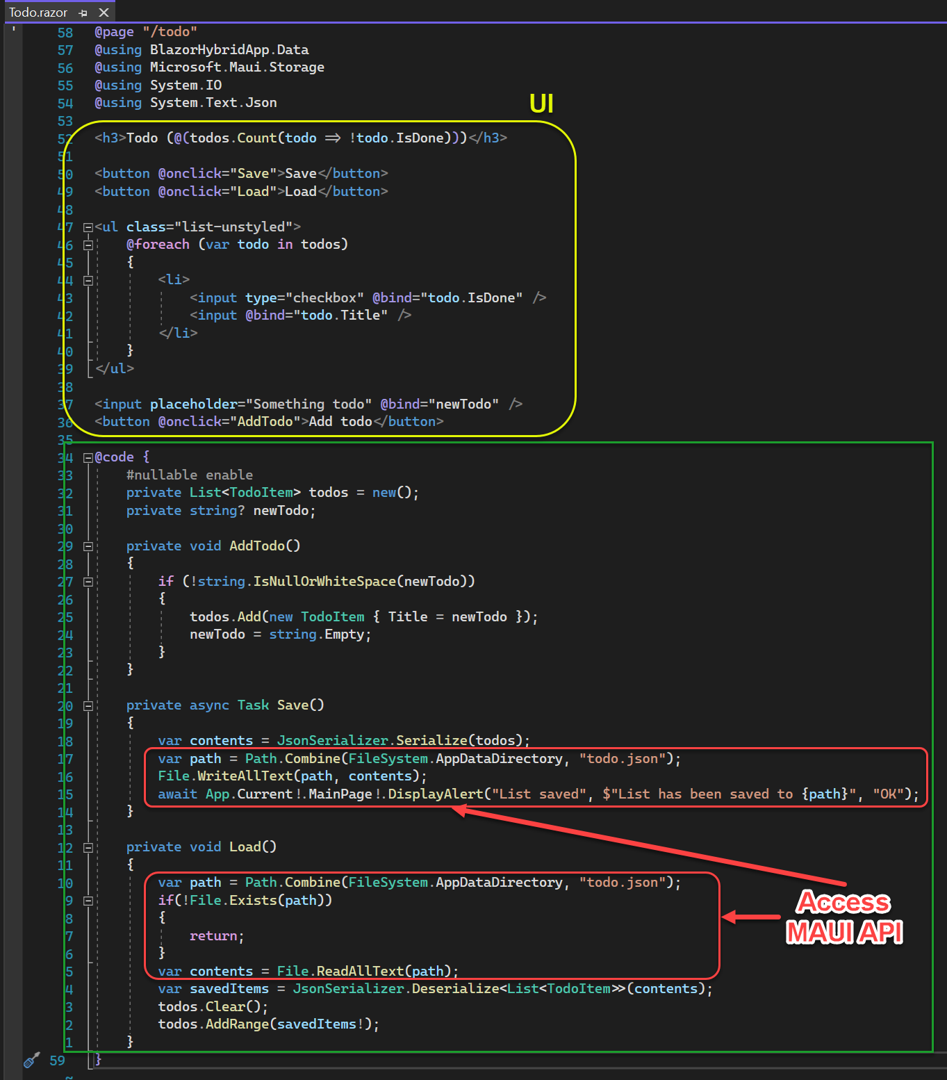 Todo.razor
58 @page "/todo"
57 @using BlazorHybridApp.Data
56 @using Microsoft.Maui.Storage
55 @using System.IO
54 @using System.Text.Json
53
UI
52 <h3>Todo (@(todos.Count(todo => !todo.IsDone)))</h3>
51
50 <button @onclick="Save">Save</button>
49 <button @onclick="Load">Load</button>
48
47 <ul class="list-unstyled">
46     @foreach (var todo in todos)
45     {
44         <li>
43             <input type="checkbox" @bind="todo.IsDone" />
42             <input @bind="todo.Title" />
41         </li>
40     }
39 </ul>
38
37 <input placeholder="Something todo" @bind="newTodo" />
36 <button @onclick="AddTodo">Add todo</button>
35
34 @code {
33     #nullable enable
32     private List<TodoItem> todos = new();
31     private string? newTodo;
30
29     private void AddTodo()
28     {
27         if (!string.IsNullOrWhiteSpace(newTodo))
26         {
25             todos.Add(new TodoItem { Title = newTodo });
24             newTodo = string.Empty;
23         }
22     }
21
20     private async Task Save()
19     {
18         var contents = JsonSerializer.Serialize(todos);
17         var path = Path.Combine(FileSystem.AppDataDirectory, "todo.json");
16         File.WriteAllText(path, contents);
15         await App.Current!.MainPage!.DisplayAlert("List saved", $"List has been saved to {path}", "OK");
14     }
13
12     private void Load()
11     {
10         var path = Path.Combine(FileSystem.AppDataDirectory, "todo.json");
9         if(!File.Exists(path))
8         {
7             return;
6         }
5         var contents = File.ReadAllText(path);
4         var savedItems = JsonSerializer.Deserialize<List<TodoItem>>(contents);
3         todos.Clear();
2         todos.AddRange(savedItems!);
1     }
59 }
Access
MAUI API